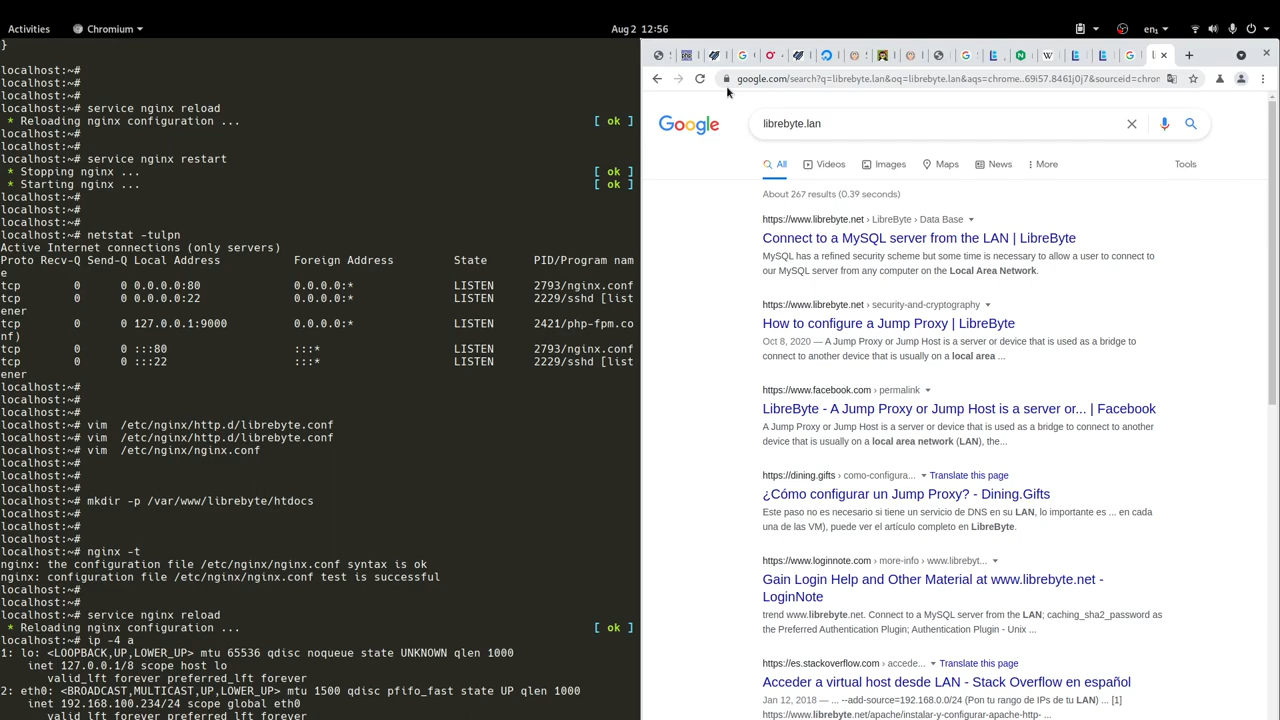 Activities
Chromium
Aug 2 12:56
en₁
}
localhost:~#
localhost:~#
localhost:~#
localhost:~# service nginx reload
* Reloading nginx configuration ... [ ok ]
localhost:~#
localhost:~#
localhost:~# service nginx restart
* Stopping nginx ... [ ok ]
* Starting nginx ... [ ok ]
localhost:~#
localhost:~#
localhost:~#
localhost:~# netstat -tulpn
Active Internet connections (only servers)
Proto Recv-Q Send-Q Local Address Foreign Address State PID/Program nam
e
tcp 0 0 0.0.0.0:80 0.0.0.0:* LISTEN 2793/nginx.conf
tcp 0 0 0.0.0.0:22 0.0.0.0:* LISTEN 2229/sshd [list
ener
tcp 0 0 127.0.0.1:9000 0.0.0.0:* LISTEN 2421/php-fpm.co
nf)
tcp 0 0 :::80 :::* LISTEN 2793/nginx.conf
tcp 0 0 :::22 :::* LISTEN 2229/sshd [list
ener
localhost:~#
localhost:~#
localhost:~#
localhost:~# vim /etc/nginx/http.d/librebyte.conf
localhost:~# vim /etc/nginx/http.d/librebyte.conf
localhost:~# vim /etc/nginx/nginx.conf
localhost:~#
localhost:~#
localhost:~#
localhost:~# mkdir -p /var/www/librebyte/htdocs
localhost:~#
localhost:~#
localhost:~#
localhost:~# nginx -t
nginx: the configuration file /etc/nginx/nginx.conf syntax is ok
nginx: configuration file /etc/nginx/nginx.conf test is successful
localhost:~#
localhost:~#
localhost:~# service nginx reload
* Reloading nginx configuration ... [ ok ]
localhost:~# ip -4 a
1: lo: <LOOPBACK,UP,LOWER_UP> mtu 65536 qdisc noqueue state UNKNOWN qlen 1000
inet 127.0.0.1/8 scope host lo
valid_lft forever preferred_lft forever
2: eth0: <BROADCAST,MULTICAST,UP,LOWER_UP> mtu 1500 qdisc pfifo_fast state UP qlen 1000
inet 192.168.100.234/24 scope global eth0
valid_lft forever preferred_lft forever
google.com/search?q=librebyte.lan&oq=librebyte.lan&aqs=chrome..69i57.8461j0j7&sourceid=chron
Google
librebyte.lan
All
Videos
Images
Maps
News
More
Tools
About 267 results (0.39 seconds)
https://www.librebyte.net › LibreByte › Data Base
Connect to a MySQL server from the LAN | LibreByte
MySQL has a refined security scheme but some time is necessary to allow a user to connect to
our MySQL server from any computer on the Local Area Network.
https://www.librebyte.net › security-and-cryptography
How to configure a Jump Proxy | LibreByte
Oct 8, 2020 — A Jump Proxy or Jump Host is a server or device that is used as a bridge to
connect to another device that is usually on a local area ...
https://www.facebook.com › permalink
LibreByte - A Jump Proxy or Jump Host is a server or... | Facebook
A Jump Proxy or Jump Host is a server or device that is used as a bridge to connect to another
device that is usually on a local area network (LAN), the...
https://dining.gifts › como-configura... Translate this page
¿Cómo configurar un Jump Proxy? - Dining.Gifts
Este paso no es necesario si tiene un servicio de DNS en su LAN, lo importante es ... en cada
una de las VM), puede ver el artículo completo en LibreByte.
https://www.loginnote.com › more-info › www.librebyt...
Gain Login Help and Other Material at www.librebyte.net -
LoginNote
trend www.librebyte.net. Connect to a MySQL server from the LAN; caching_sha2_password as
the Preferred Authentication Plugin; Authentication Plugin - Unix ...
https://es.stackoverflow.com › accede... Translate this page
Acceder a virtual host desde LAN - Stack Overflow en español
Jan 12, 2018 — ... --add-source=192.168.0.0/24 (Pon tu rango de IPs de tu LAN) ... [1]
https://www.librebyte.net/apache/instalar-y-configurar-apache-http- ...